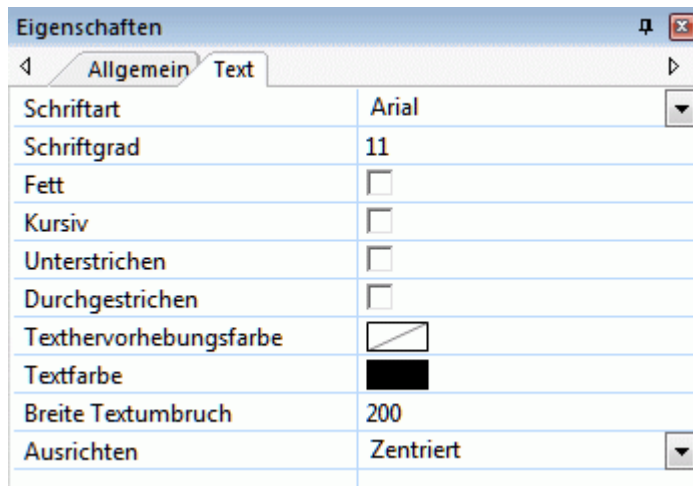 Eigenschaften
Allgemein Text
Schriftart Arial
Schriftgrad 11
Fett
Kursiv
Unterstrichen
Durchgestrichen
Texthervorhebungsfarbe
Textfarbe
Breite Textumbruch 200
Ausrichten Zentriert